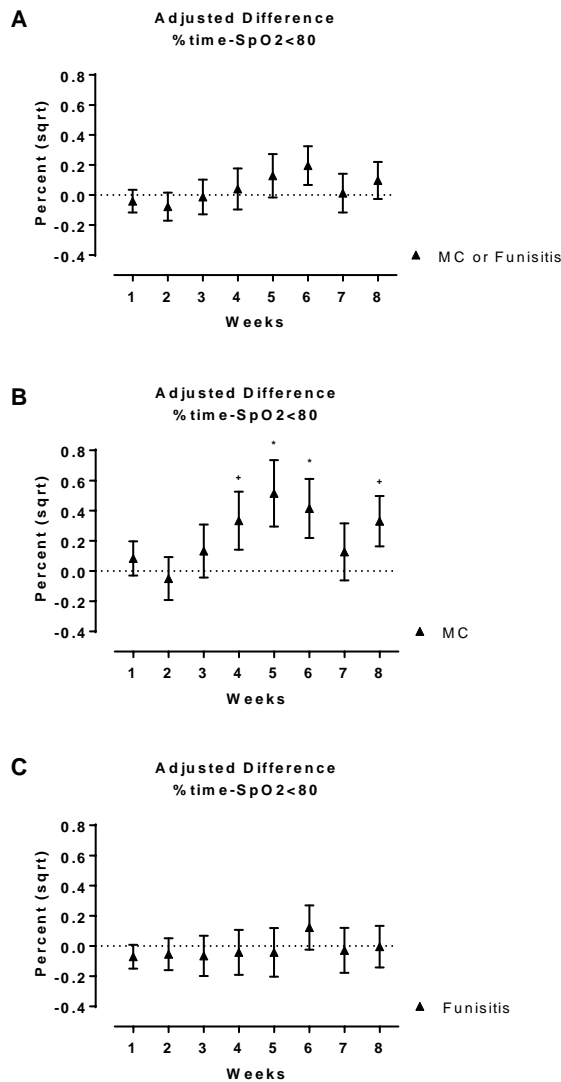 A
Adjusted Difference
%time-SpO2<80
0.8
0.6
0.4
0.2
0.0
-0.2
-0.4
Percent (sqrt)
MC or Funisitis
1 2 3 4 5 6 7 8
Weeks
B
Adjusted Difference
%time-SpO2<80
* *
+ +
0.8
0.6
0.4
0.2
0.0
-0.2
-0.4
Percent (sqrt)
MC
1 2 3 4 5 6 7 8
Weeks
C
Adjusted Difference
%time-SpO2<80
0.8
0.6
0.4
0.2
0.0
-0.2
-0.4
Percent (sqrt)
Funisitis
1 2 3 4 5 6 7 8
Weeks